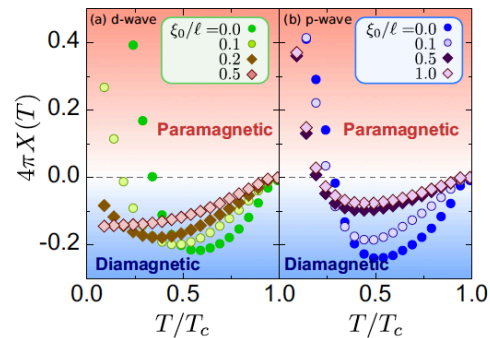 (a) d-wave
ξ₀/ℓ =0.0
0.1
0.2
0.5
Paramagnetic
Diamagnetic
(b) p-wave
ξ₀/ℓ =0.0
0.1
0.5
1.0
Paramagnetic
Diamagnetic
4πX(T)
0.4
0.2
0.0
-0.2
0.0
0.5
1.0
0.5
1.0
T/T_c
T/T_c